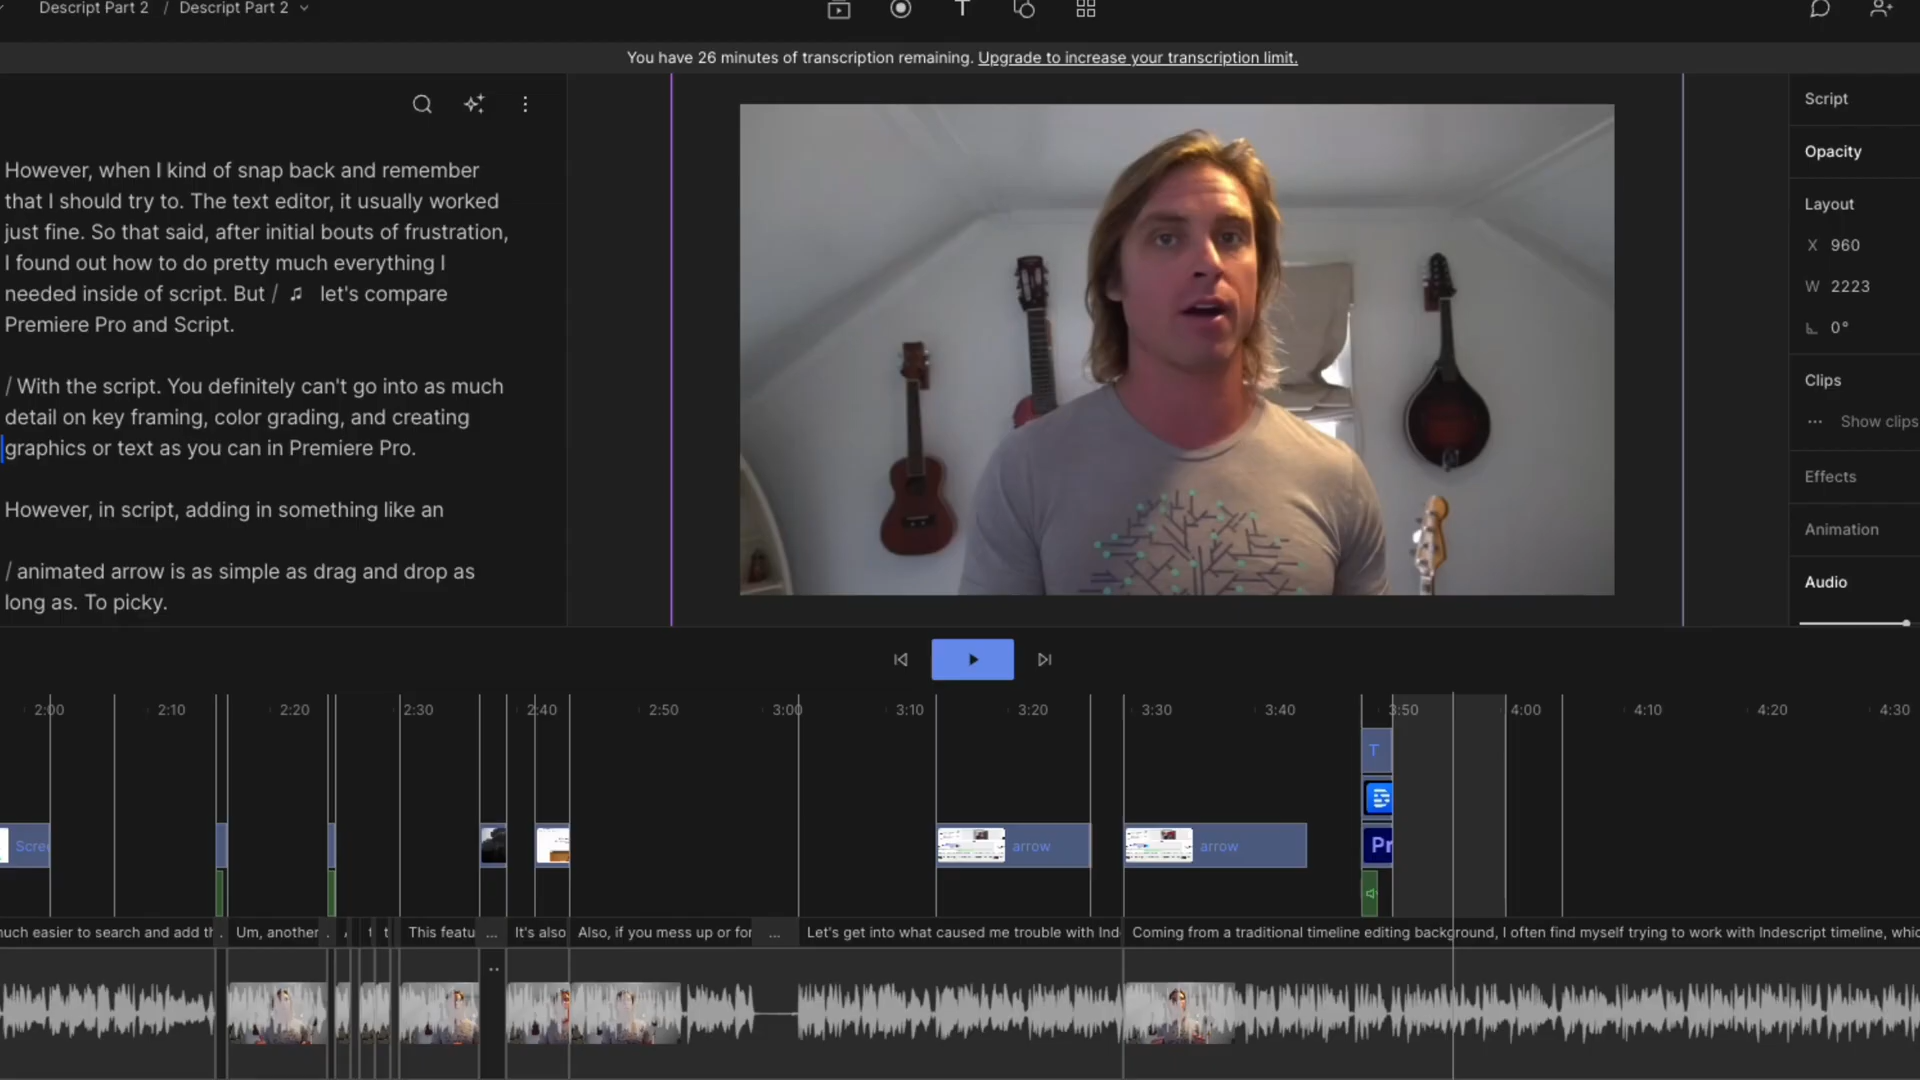 Descript Part 2 / Descript Part 2
You have 26 minutes of transcription remaining. Upgrade to increase your transcription limit.
However, when I kind of snap back and remember
that I should try to. The text editor, it usually worked
just fine. So that said, after initial bouts of frustration,
I found out how to do pretty much everything I
needed inside of script. But / ♫ let's compare
Premiere Pro and Script.
/ With the script. You definitely can't go into as much
detail on key framing, color grading, and creating
graphics or text as you can in Premiere Pro.
However, in script, adding in something like an
/ animated arrow is as simple as drag and drop as
long as. To picky.
Script
Opacity
Layout
X 960
W 2223
0°
Clips
... Show clips
Effects
Animation
Audio
2:00 2:10 2:20 2:30 2:40 2:50 3:00 3:10 3:20 3:30 3:40 3:50 4:00 4:10 4:20 4:30
T
Scree arrow arrow Pr
uch easier to search and add th . Um, another . t t This featu ... It's also Also, if you mess up or for ... Let's get into what caused me trouble with Ind Coming from a traditional timeline editing background, I often find myself trying to work with Indescript timeline, whic